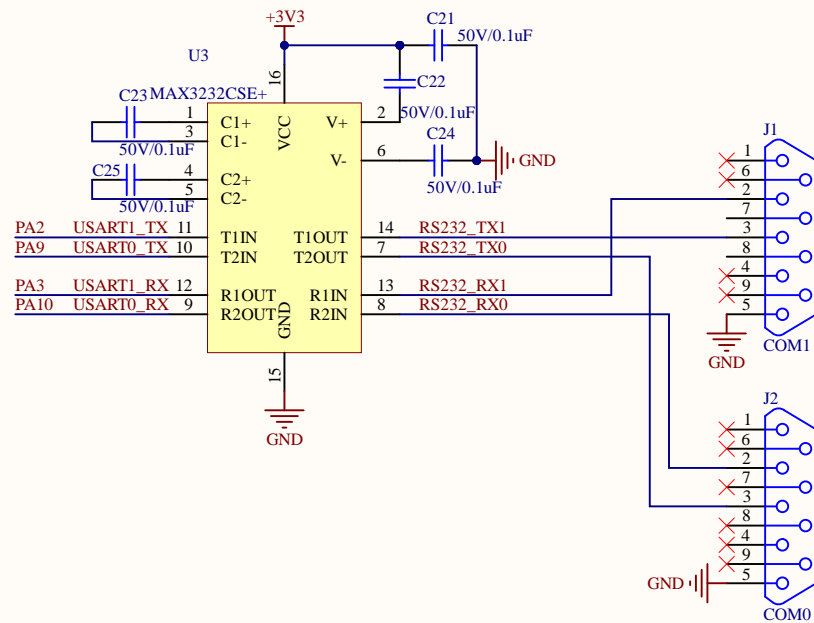 +3V3
C21
50V/0.1uF
U3
16
C22
C23
MAX3232CSE+
50V/0.1uF
1
C1+
VCC
V+
2
3
C1-
50V/0.1uF
C24
V-
6
GND
C25
4
C2+
50V/0.1uF
5
C2-
50V/0.1uF
PA2 USART1_TX 11 T1IN T1OUT 14 RS232_TX1
PA9 USART0_TX 10 T2IN T2OUT 7 RS232_TX0
PA3 USART1_RX 12 R1OUT R1IN 13 RS232_RX1
PA10 USART0_RX 9 R2OUT R2IN 8 RS232_RX0
GND
15
GND
J1
1
6
2
7
3
8
4
9
5
GND
COM1
J2
1
6
2
7
3
8
4
9
GND 5
COM0